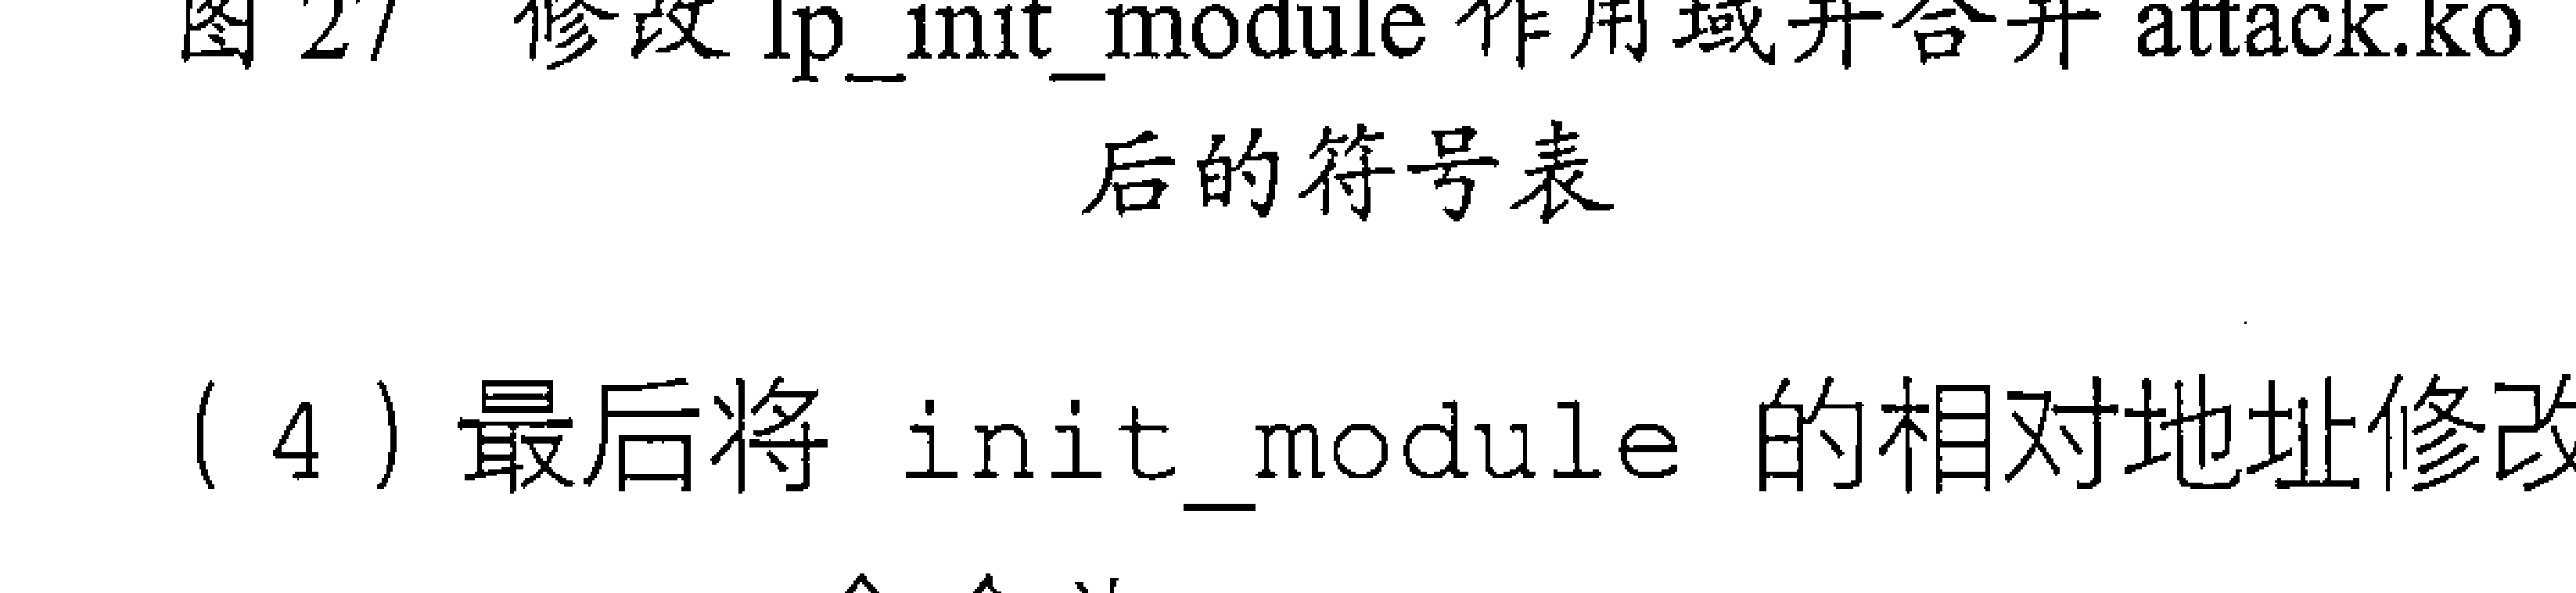 图 27 修改 lp_init_module 作用域并合并 attack.ko
后的符号表
(4)最后将 init_module 的相对地址修改